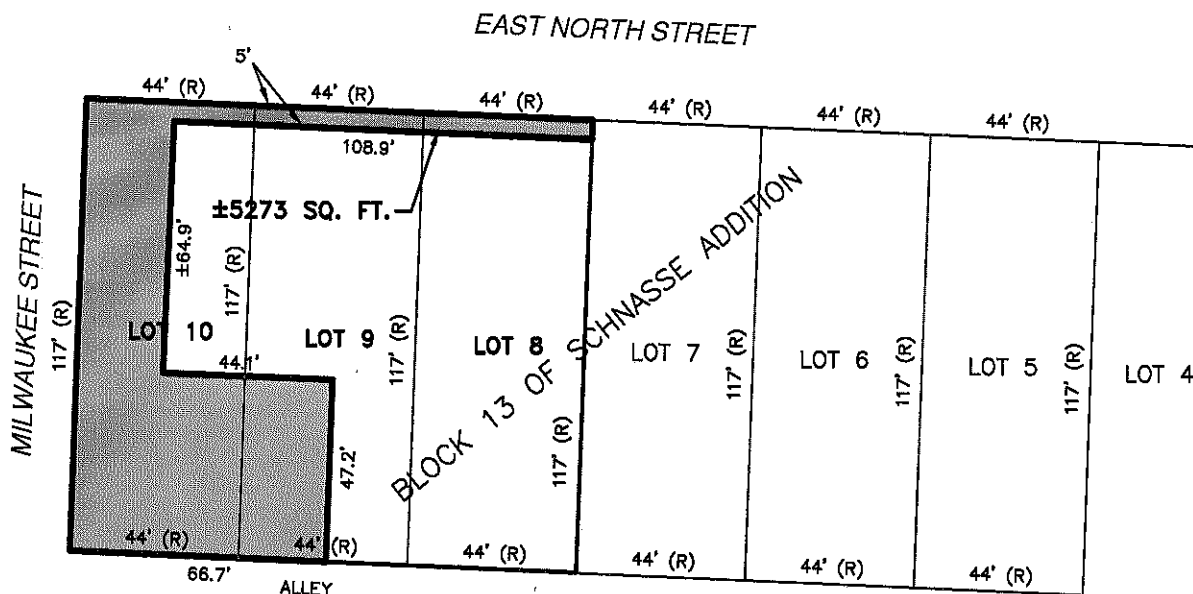 EAST NORTH STREET
5'
44' (R)
44' (R)
44' (R)
44' (R)
44' (R)
44' (R)
108.9'
±5273 SQ. FT.
±64.9'
117' (R)
MILWAUKEE STREET
117' (R)
LOT 10
LOT 9
117' (R)
LOT 8
BLOCK 13 OF SCHNASSE ADDITION
LOT 7
117' (R)
LOT 6
117' (R)
LOT 5
117' (R)
LOT 4
44.1'
47.2'
117' (R)
44' (R)
44' (R)
44' (R)
44' (R)
44' (R)
44' (R)
66.7'
ALLEY